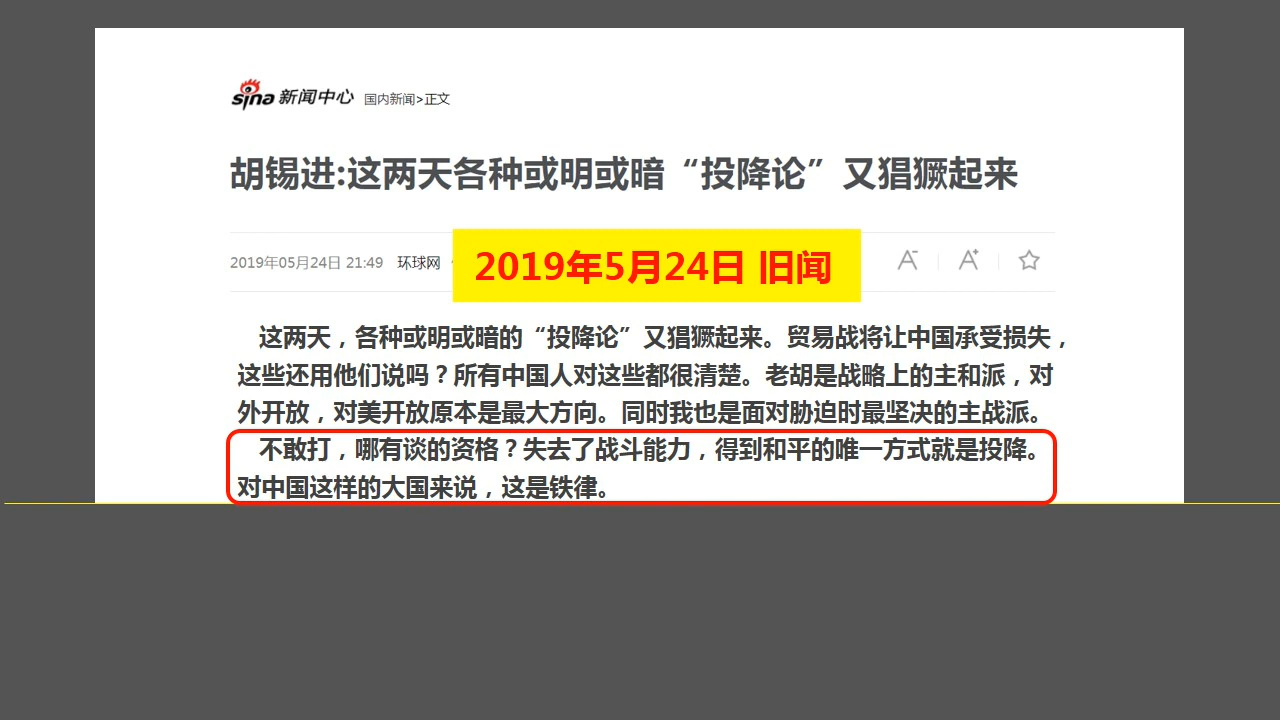 sina 新闻中心 国内新闻>正文
胡锡进:这两天各种或明或暗“投降论”又猖獗起来
2019年05月24日 21:49 环球网
2019年5月24日 旧闻
A- A+
这两天，各种或明或暗的“投降论”又猖獗起来。贸易战将让中国承受损失，
这些还用他们说吗？所有中国人对这些都很清楚。老胡是战略上的主和派，对
外开放，对美开放原本是最大方向。同时我也是面对胁迫时最坚决的主战派。
不敢打，哪有谈的资格？失去了战斗能力，得到和平的唯一方式就是投降。
对中国这样的大国来说，这是铁律。